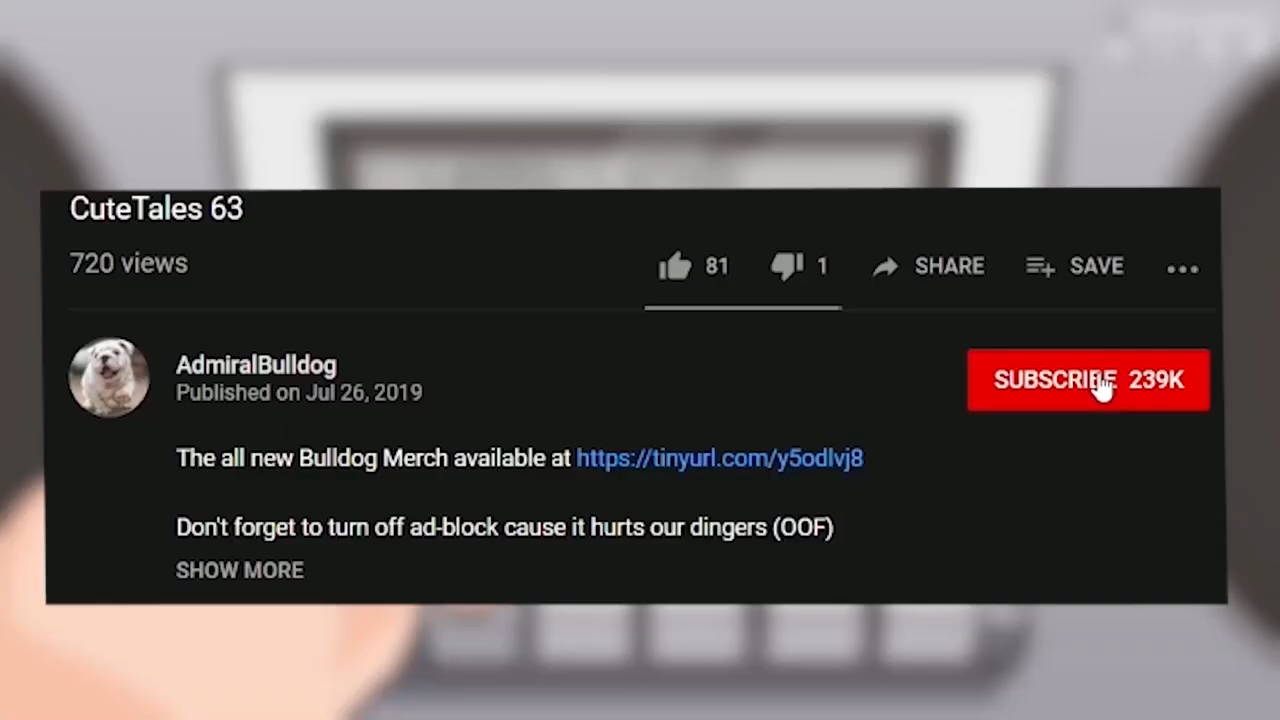 CuteTales 63
720 views
81 1 SHARE SAVE
AdmiralBulldog
Published on Jul 26, 2019
SUBSCRIBE 239K
The all new Bulldog Merch available at https://tinyurl.com/y5odlvj8
Don't forget to turn off ad-block cause it hurts our dingers (OOF)
SHOW MORE